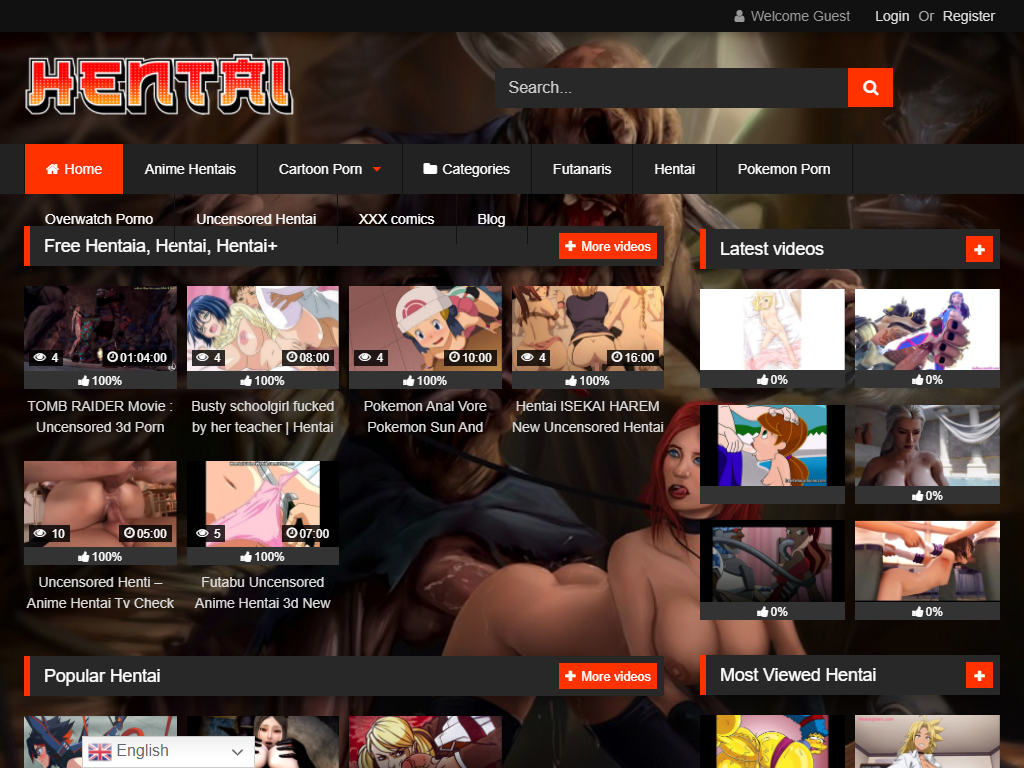 Welcome Guest Login Or Register
HENTAI
Search...
Home Anime Hentais Cartoon Porn Categories Futanaris Hentai Pokemon Porn
Overwatch Porno Uncensored Hentai XXX comics Blog
Free Hentaia, Hentai, Hentai+
More videos
Latest videos
4 01:04:00
100%
TOMB RAIDER Movie :
Uncensored 3d Porn
4 08:00
100%
Busty schoolgirl fucked
by her teacher | Hentai
4 10:00
100%
Pokemon Anal Vore
Pokemon Sun And
4 16:00
100%
Hentai ISEKAI HAREM
New Uncensored Hentai
10 05:00
100%
Uncensored Henti –
Anime Hentai Tv Check
5 07:00
100%
Futabu Uncensored
Anime Hentai 3d New
0%
0%
0%
0%
0%
Popular Hentai
More videos
Most Viewed Hentai
English